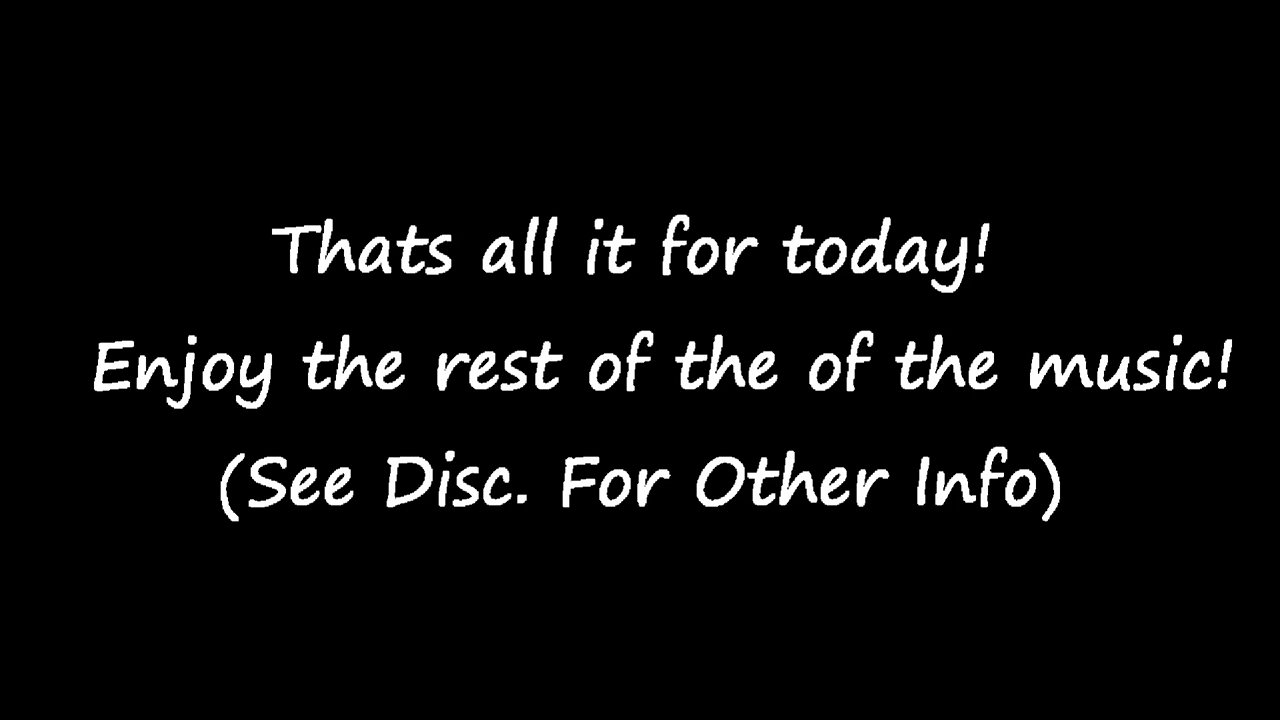 Thats all it for today!
Enjoy the rest of the of the music!
(See Disc. For Other Info)